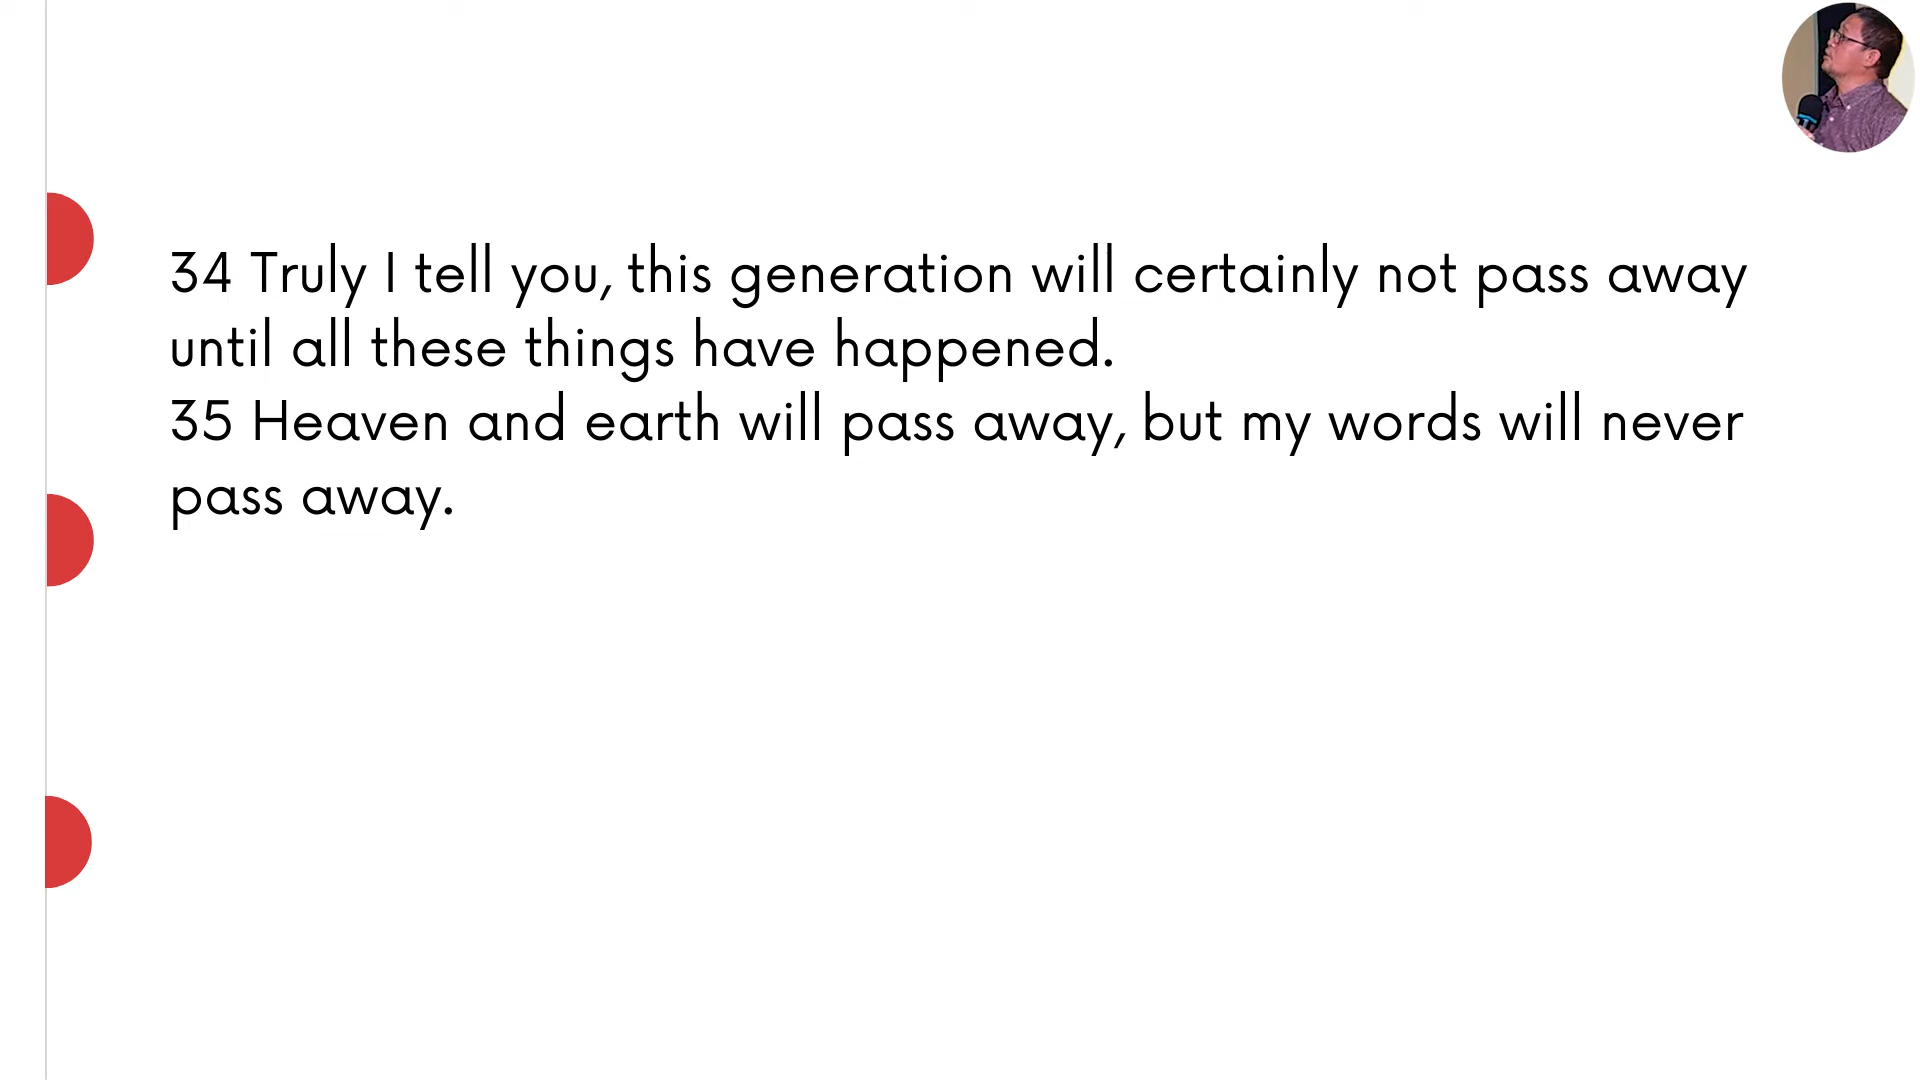 34 Truly I tell you, this generation will certainly not pass away
until all these things have happened.
35 Heaven and earth will pass away, but my words will never
pass away.